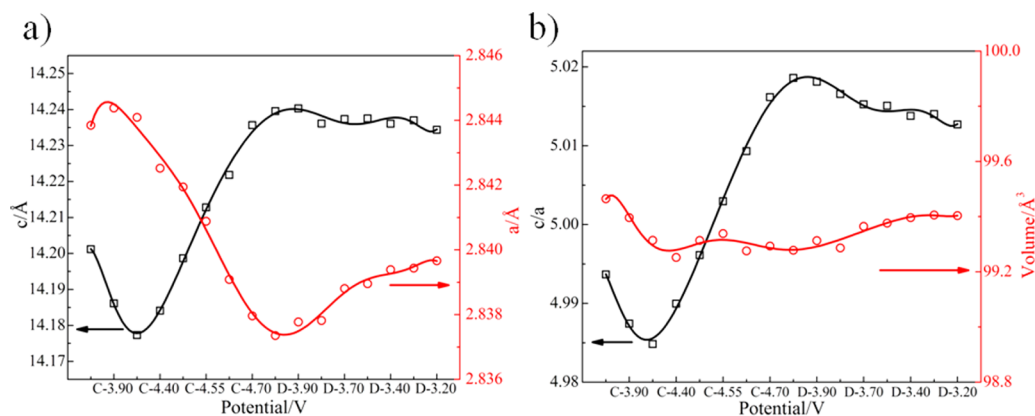 a)
14.25
14.24
14.23
14.22
14.21
14.20
14.19
14.18
14.17
c/Å
2.846
2.844
2.842
2.840
2.838
2.836
a/Å
C-3.90 C-4.40 C-4.55 C-4.70 D-3.90 D-3.70 D-3.40 D-3.20
Potential/V
b)
5.02
5.01
5.00
4.99
4.98
c/a
100.0
99.6
99.2
98.8
Volume/Å³
C-3.90 C-4.40 C-4.55 C-4.70 D-3.90 D-3.70 D-3.40 D-3.20
Potential/V